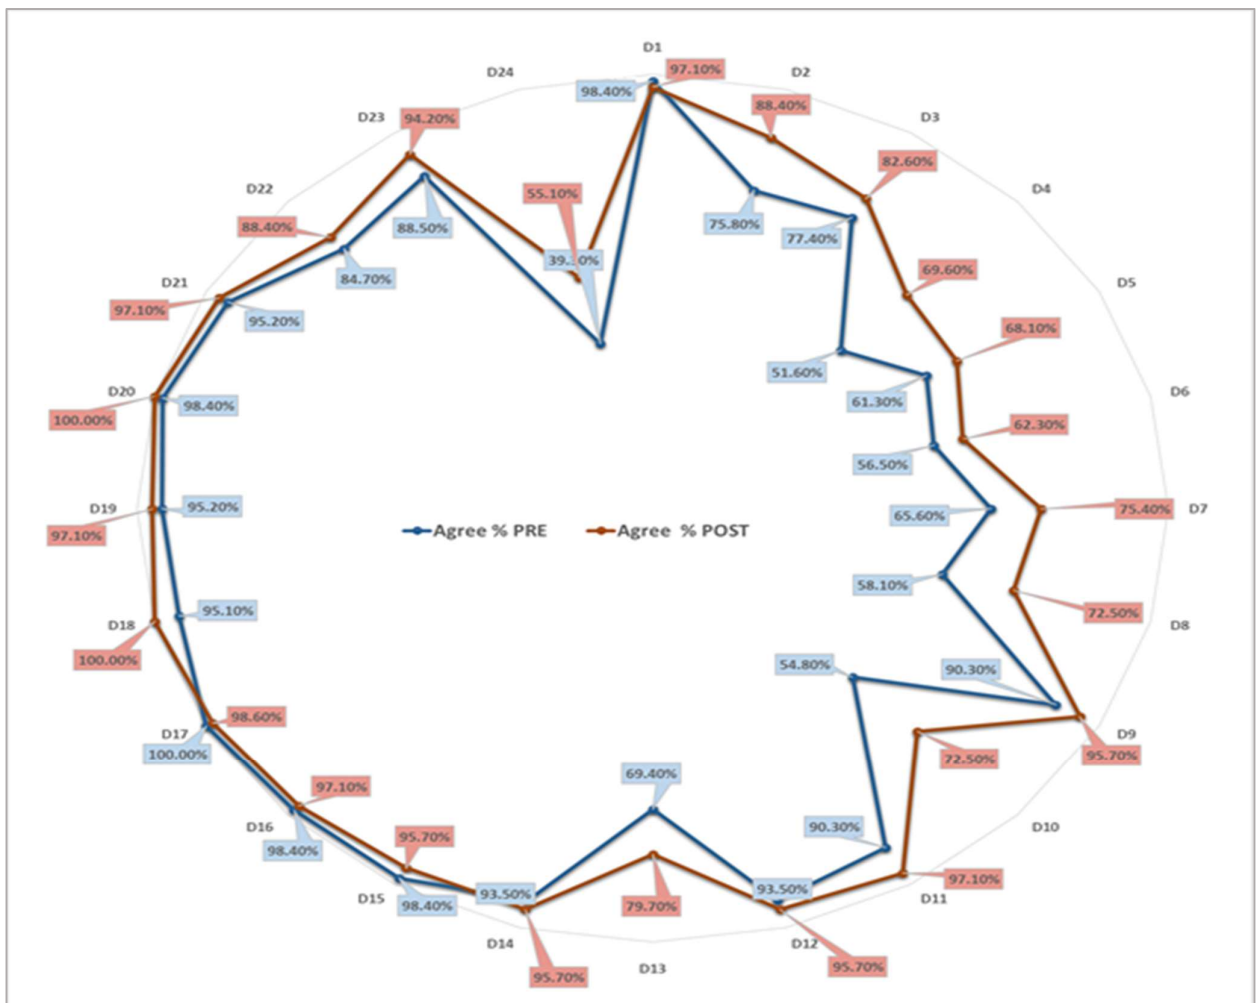 D1
98.40%
97.10%
D2
88.40%
75.80%
D3
82.60%
77.40%
D4
69.60%
51.60%
D5
68.10%
61.30%
D6
62.30%
56.50%
D7
75.40%
65.60%
D8
72.50%
58.10%
D9
95.70%
90.30%
D10
72.50%
54.80%
D11
97.10%
90.30%
D12
95.70%
93.50%
D13
79.70%
69.40%
D14
95.70%
93.50%
D15
95.70%
98.40%
D16
97.10%
98.40%
D17
98.60%
100.00%
D18
100.00%
95.10%
D19
97.10%
95.20%
D20
100.00%
98.40%
D21
97.10%
95.20%
D22
88.40%
84.70%
D23
94.20%
88.50%
D24
55.10%
Agree % PRE
Agree % POST